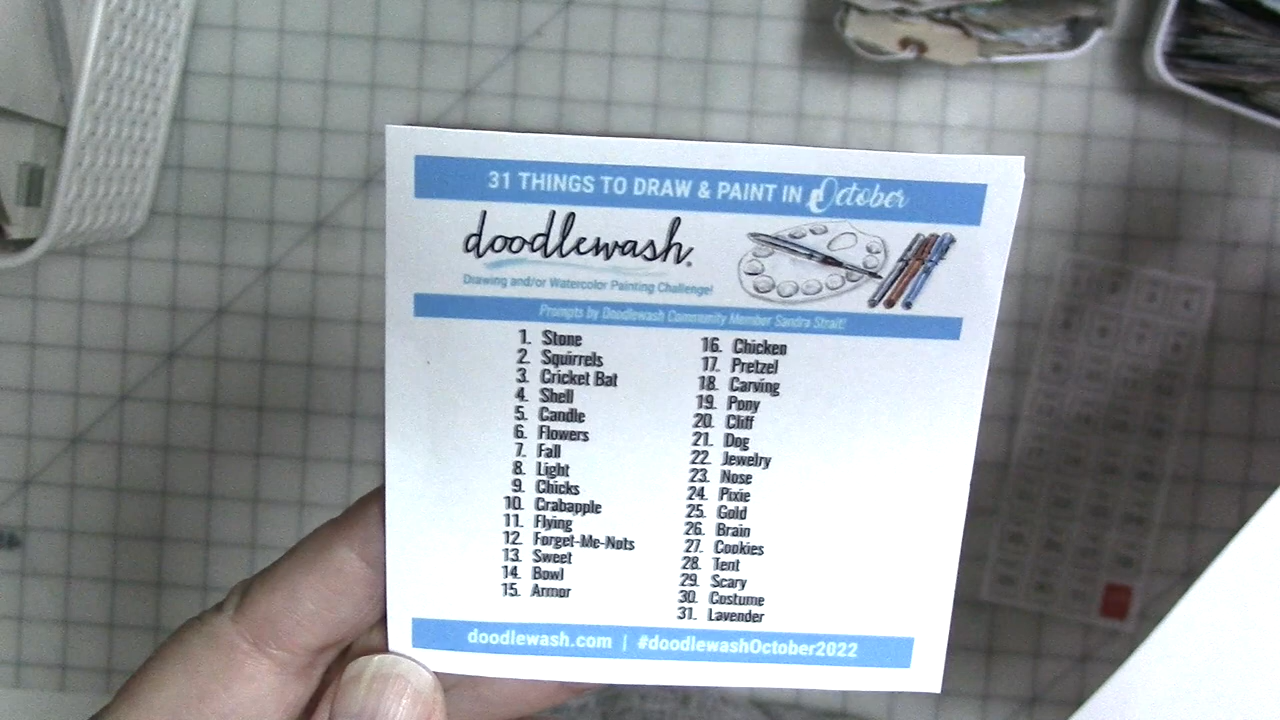 31 THINGS TO DRAW & PAINT IN October
doodlewash®
Drawing and/or Watercolor Painting Challenge!
Prompts by Doodlewash Community Member Sandra Strait!
1. Stone
2. Squirrels
3. Cricket Bat
4. Shell
5. Candle
6. Flowers
7. Fall
8. Light
9. Chicks
10. Crabapple
11. Flying
12. Forget-Me-Nots
13. Sweet
14. Bowl
15. Armor
16. Chicken
17. Pretzel
18. Carving
19. Pony
20. Cliff
21. Dog
22. Jewelry
23. Nose
24. Pixie
25. Gold
26. Brain
27. Cookies
28. Tent
29. Scary
30. Costume
31. Lavender
doodlewash.com | #doodlewashOctober2022